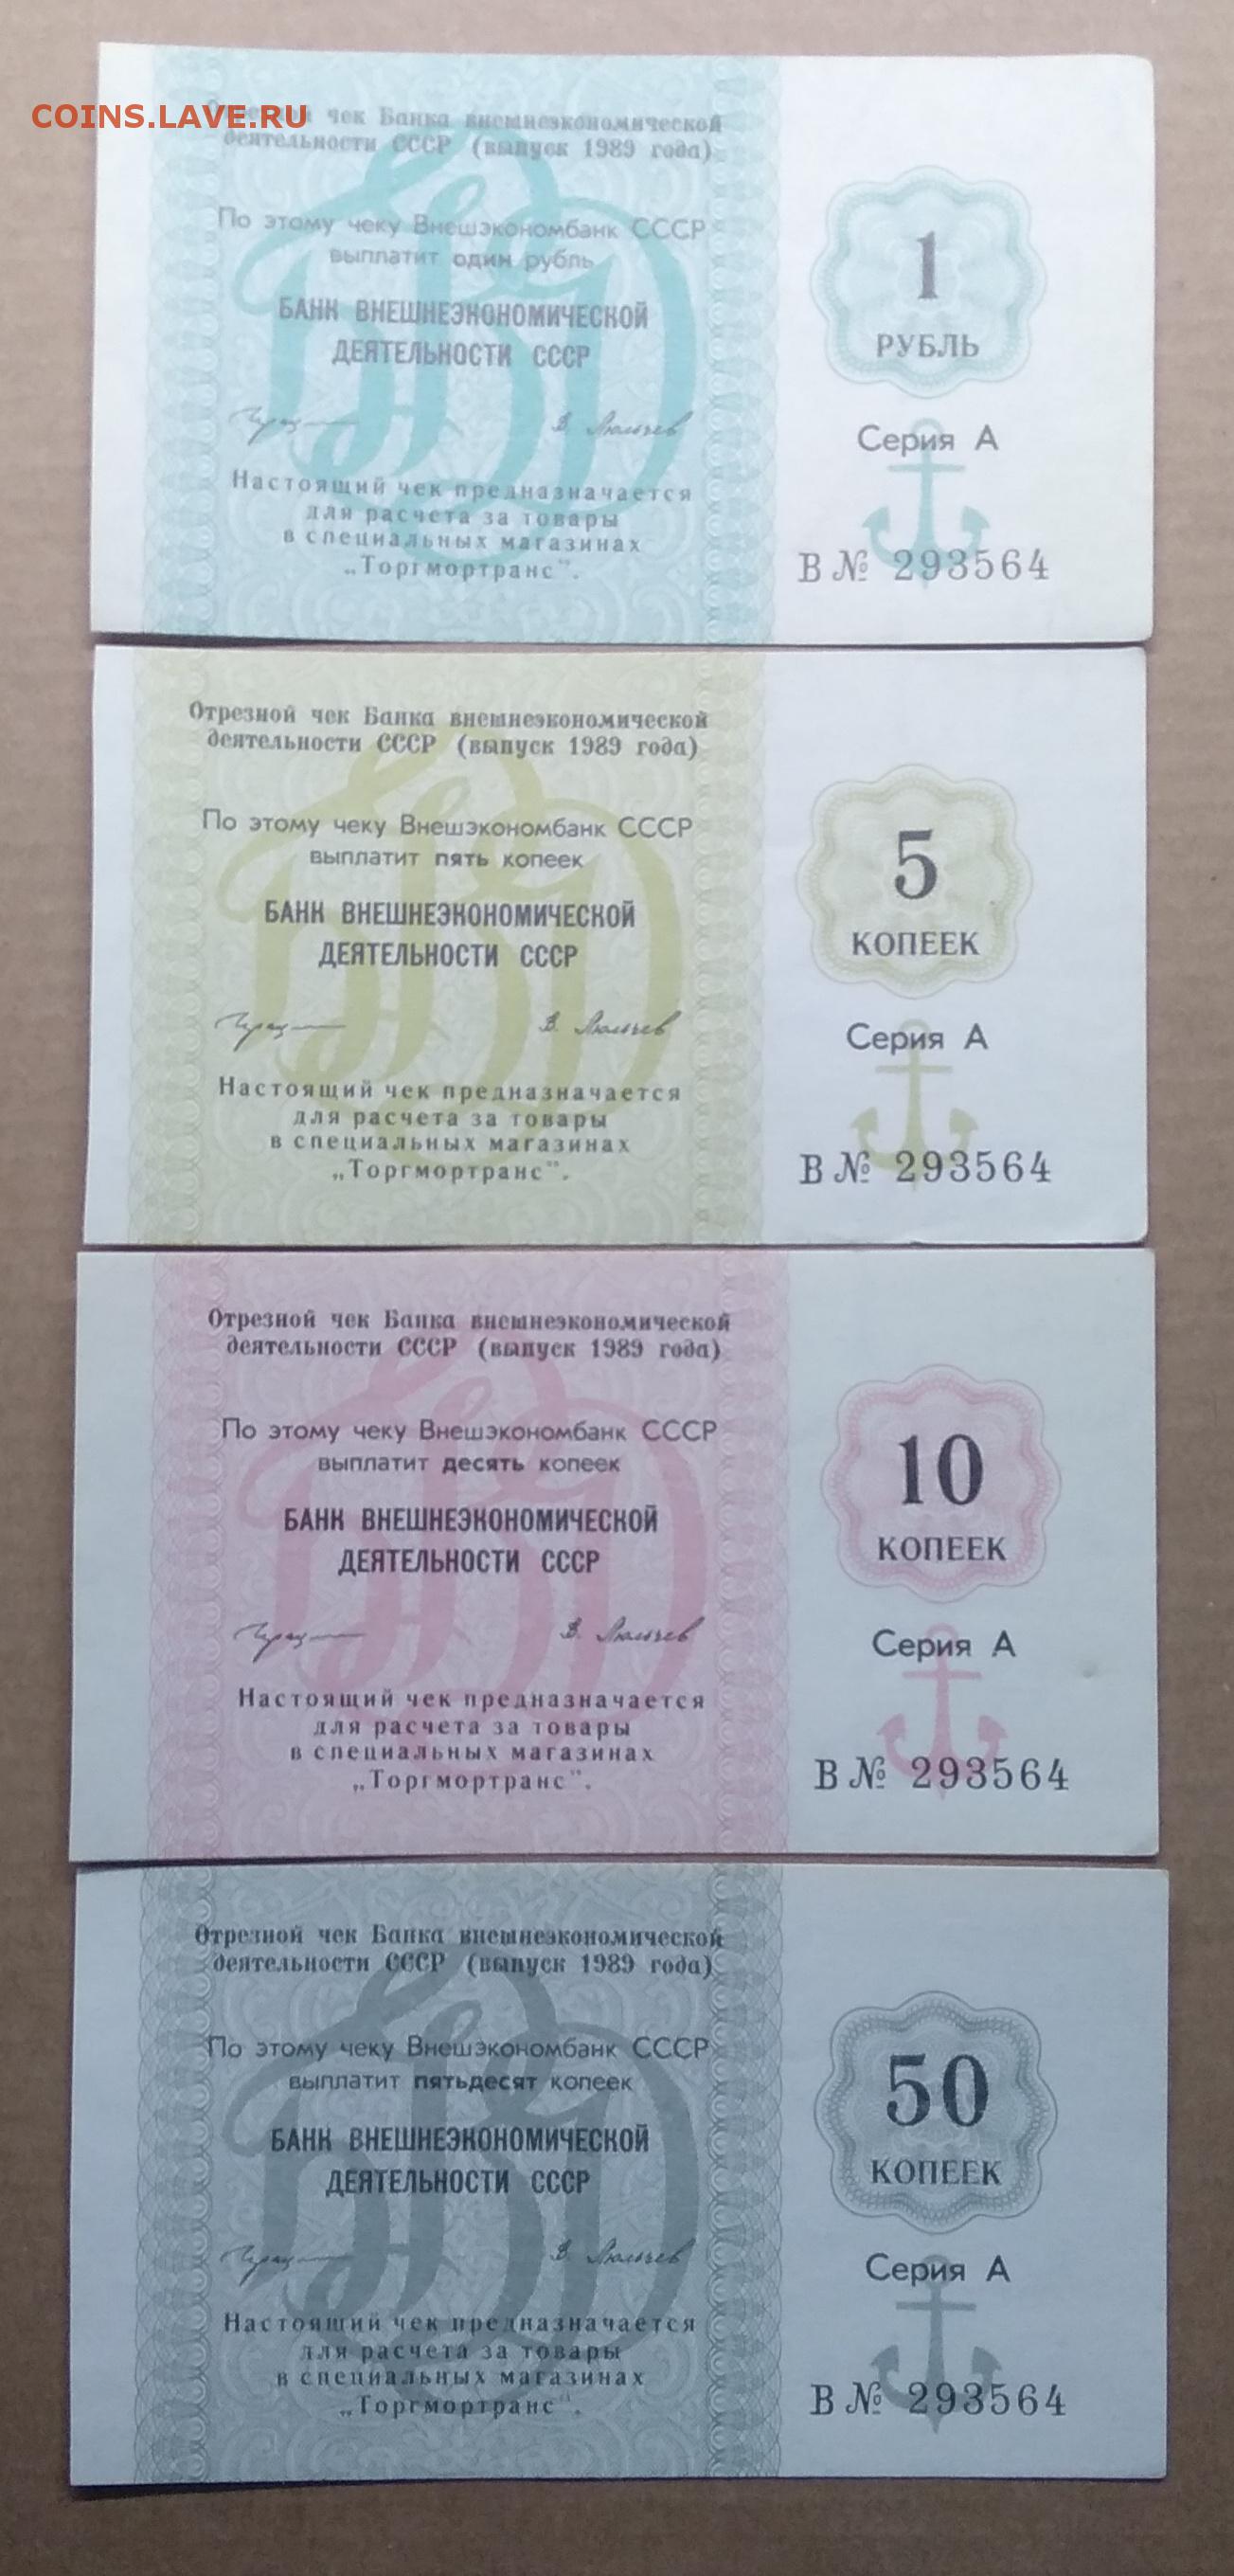 COINS.LAVE.RU
Отрезной чек Банка внешнеэкономической
деятельности СССР (выпуск 1989 года)
По этому чеку Внешэкономбанк СССР
выплатит один рубль
БАНК ВНЕШНЕЭКОНОМИЧЕСКОЙ
ДЕЯТЕЛЬНОСТИ СССР
В.
Настоящий чек предназначается
для расчета за товары
в специальных магазинах
„Торгмортранс".
1
РУБЛЬ
Серия А
В № 293564
Отрезной чек Банка внешнеэкономической
деятельности СССР (выпуск 1989 года)
По этому чеку Внешэкономбанк СССР
выплатит пять копеек
БАНК ВНЕШНЕЭКОНОМИЧЕСКОЙ
ДЕЯТЕЛЬНОСТИ СССР
В.
Настоящий чек предназначается
для расчета за товары
в специальных магазинах
„Торгмортранс".
5
КОПЕЕК
Серия А
В № 293564
Отрезной чек Банка внешнеэкономической
деятельности СССР (выпуск 1989 года)
По этому чеку Внешэкономбанк СССР
выплатит десять копеек
БАНК ВНЕШНЕЭКОНОМИЧЕСКОЙ
ДЕЯТЕЛЬНОСТИ СССР
В.
Настоящий чек предназначается
для расчета за товары
в специальных магазинах
„Торгмортранс".
10
КОПЕЕК
Серия А
В № 293564
Отрезной чек Банка внешнеэкономической
деятельности СССР (выпуск 1989 года)
По этому чеку Внешэкономбанк СССР
выплатит пятьдесят копеек
БАНК ВНЕШНЕЭКОНОМИЧЕСКОЙ
ДЕЯТЕЛЬНОСТИ СССР
В.
Настоящий чек предназначается
для расчета за товары
в специальных магазинах
„Торгмортранс".
50
КОПЕЕК
Серия А
В № 293564